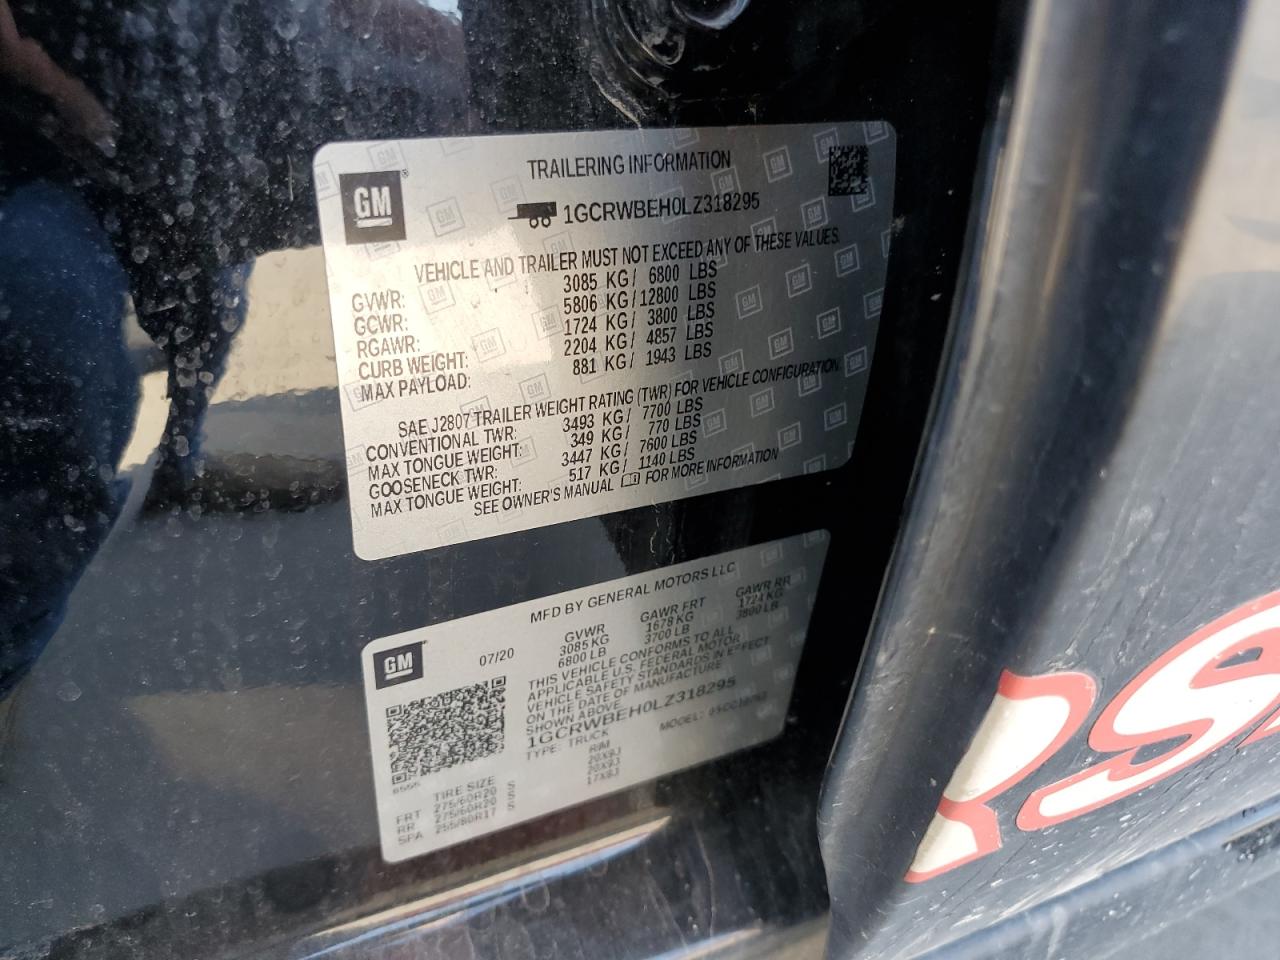 GM
TRAILERING INFORMATION
1GCRWBEH0LZ318295
VEHICLE AND TRAILER MUST NOT EXCEED ANY OF THESE VALUES.
GVWR: 3085 KG / 6800 LBS
GCWR: 5806 KG / 12800 LBS
RGAWR: 1724 KG / 3800 LBS
CURB WEIGHT: 2204 KG / 4857 LBS
MAX PAYLOAD: 881 KG / 1943 LBS
SAE J2807 TRAILER WEIGHT RATING (TWR) FOR VEHICLE CONFIGURATION.
CONVENTIONAL TWR: 3493 KG / 7700 LBS
MAX TONGUE WEIGHT: 349 KG / 770 LBS
GOOSENECK TWR: 3447 KG / 7600 LBS
MAX TONGUE WEIGHT: 517 KG / 1140 LBS
SEE OWNER'S MANUAL FOR MORE INFORMATION
GM
MFD BY GENERAL MOTORS LLC
07/20
GVWR GAWR FRT GAWR RR
3085 KG 1678 KG 1724 KG
6800 LB 3700 LB 3800 LB
THIS VEHICLE CONFORMS TO ALL
APPLICABLE U.S. FEDERAL MOTOR
VEHICLE SAFETY STANDARDS IN EFFECT
ON THE DATE OF MANUFACTURE
SHOWN ABOVE.
1GCRWBEH0LZ318295
TYPE: TRUCK MODEL:
TIRE SIZE RIM
FRT 275/60R20 S 20X9J
RR 275/60R20 S 20X9J
SPA 255/80R17 S 17X8J